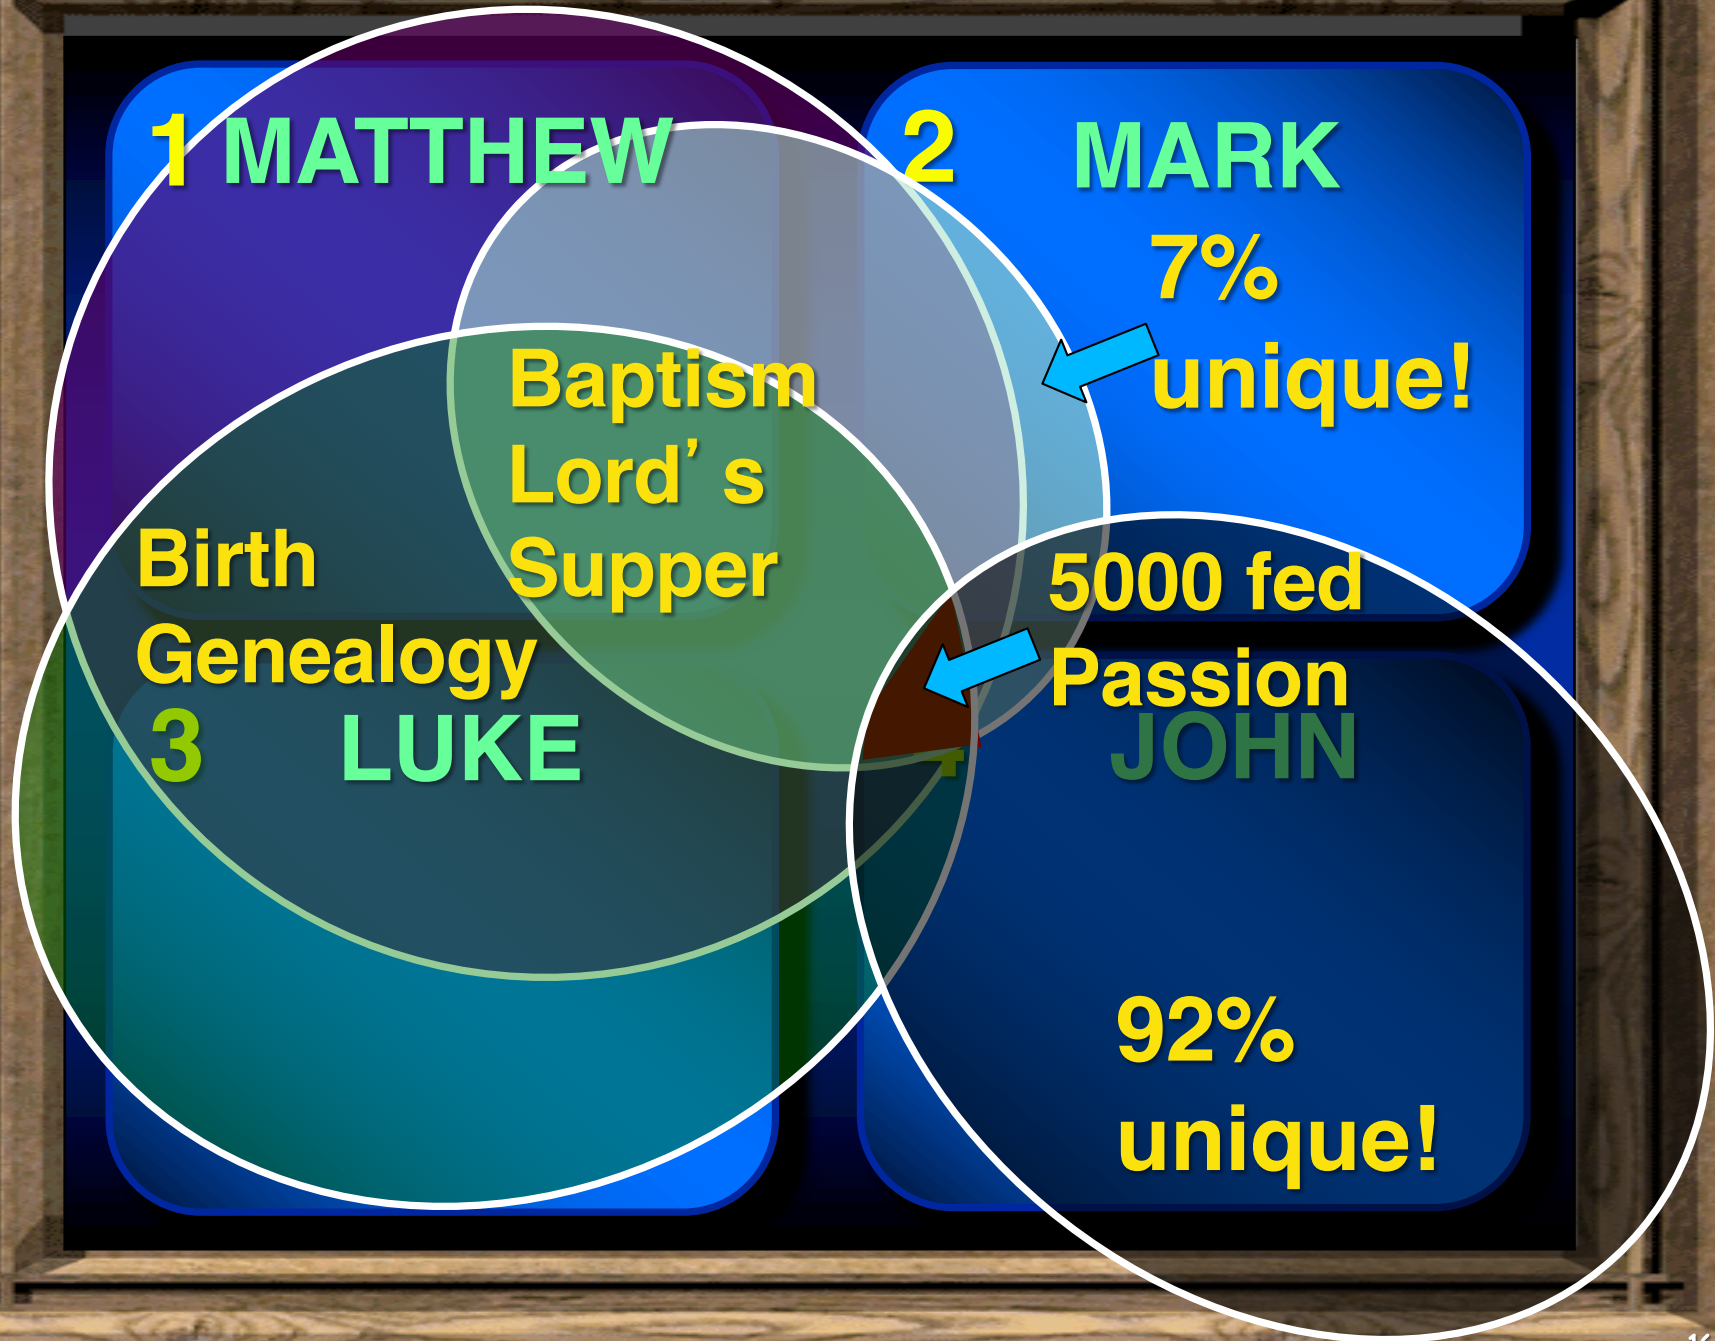 1 MATTHEW
2 MARK
7%
unique!
Baptism
Lord’ s
Supper
Birth
Genealogy
5000 fed
Passion
3 LUKE
4 JOHN
92%
unique!